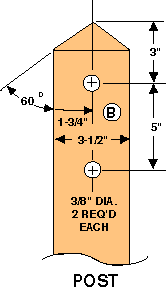 3"
60°
B
1-3/4"
5"
3-1/2"
3/8" DIA.
2 REQ'D
EACH
POST